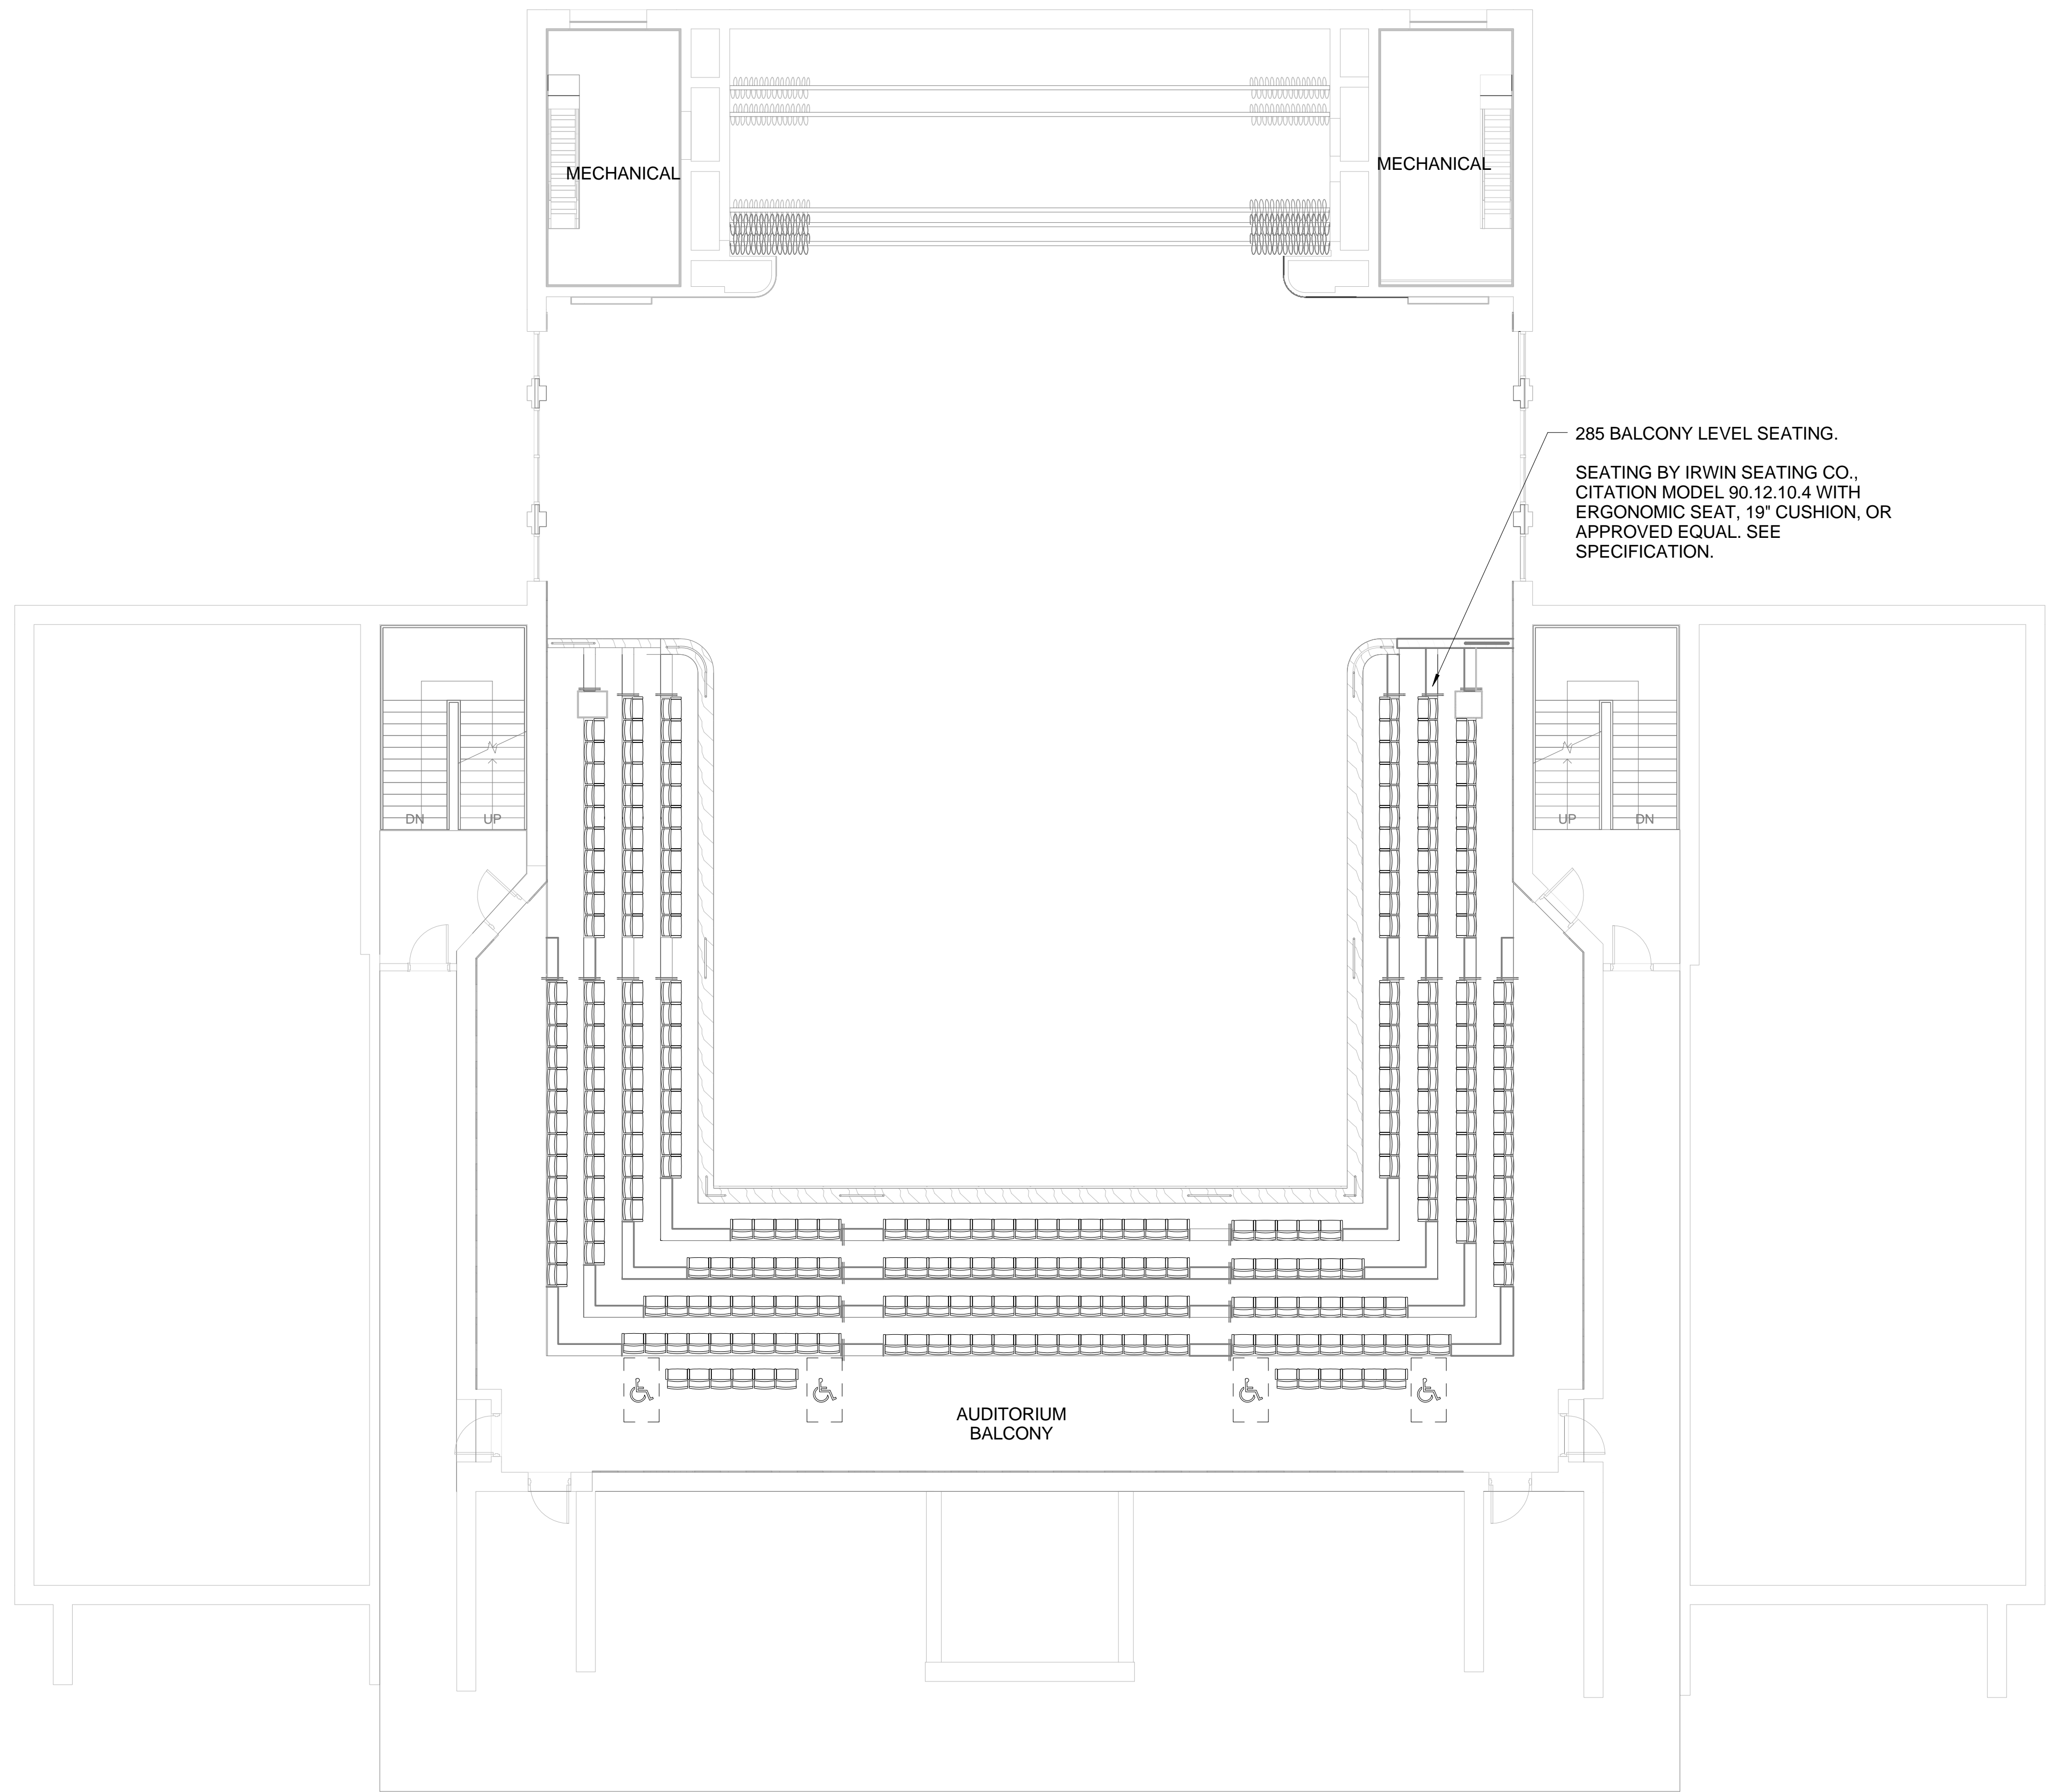 MECHANICAL
MECHANICAL
285 BALCONY LEVEL SEATING.
SEATING BY IRWIN SEATING CO.,
CITATION MODEL 90.12.10.4 WITH
ERGONOMIC SEAT, 19" CUSHION, OR
APPROVED EQUAL. SEE
SPECIFICATION.
DN
UP
UP
DN
AUDITORIUM
BALCONY